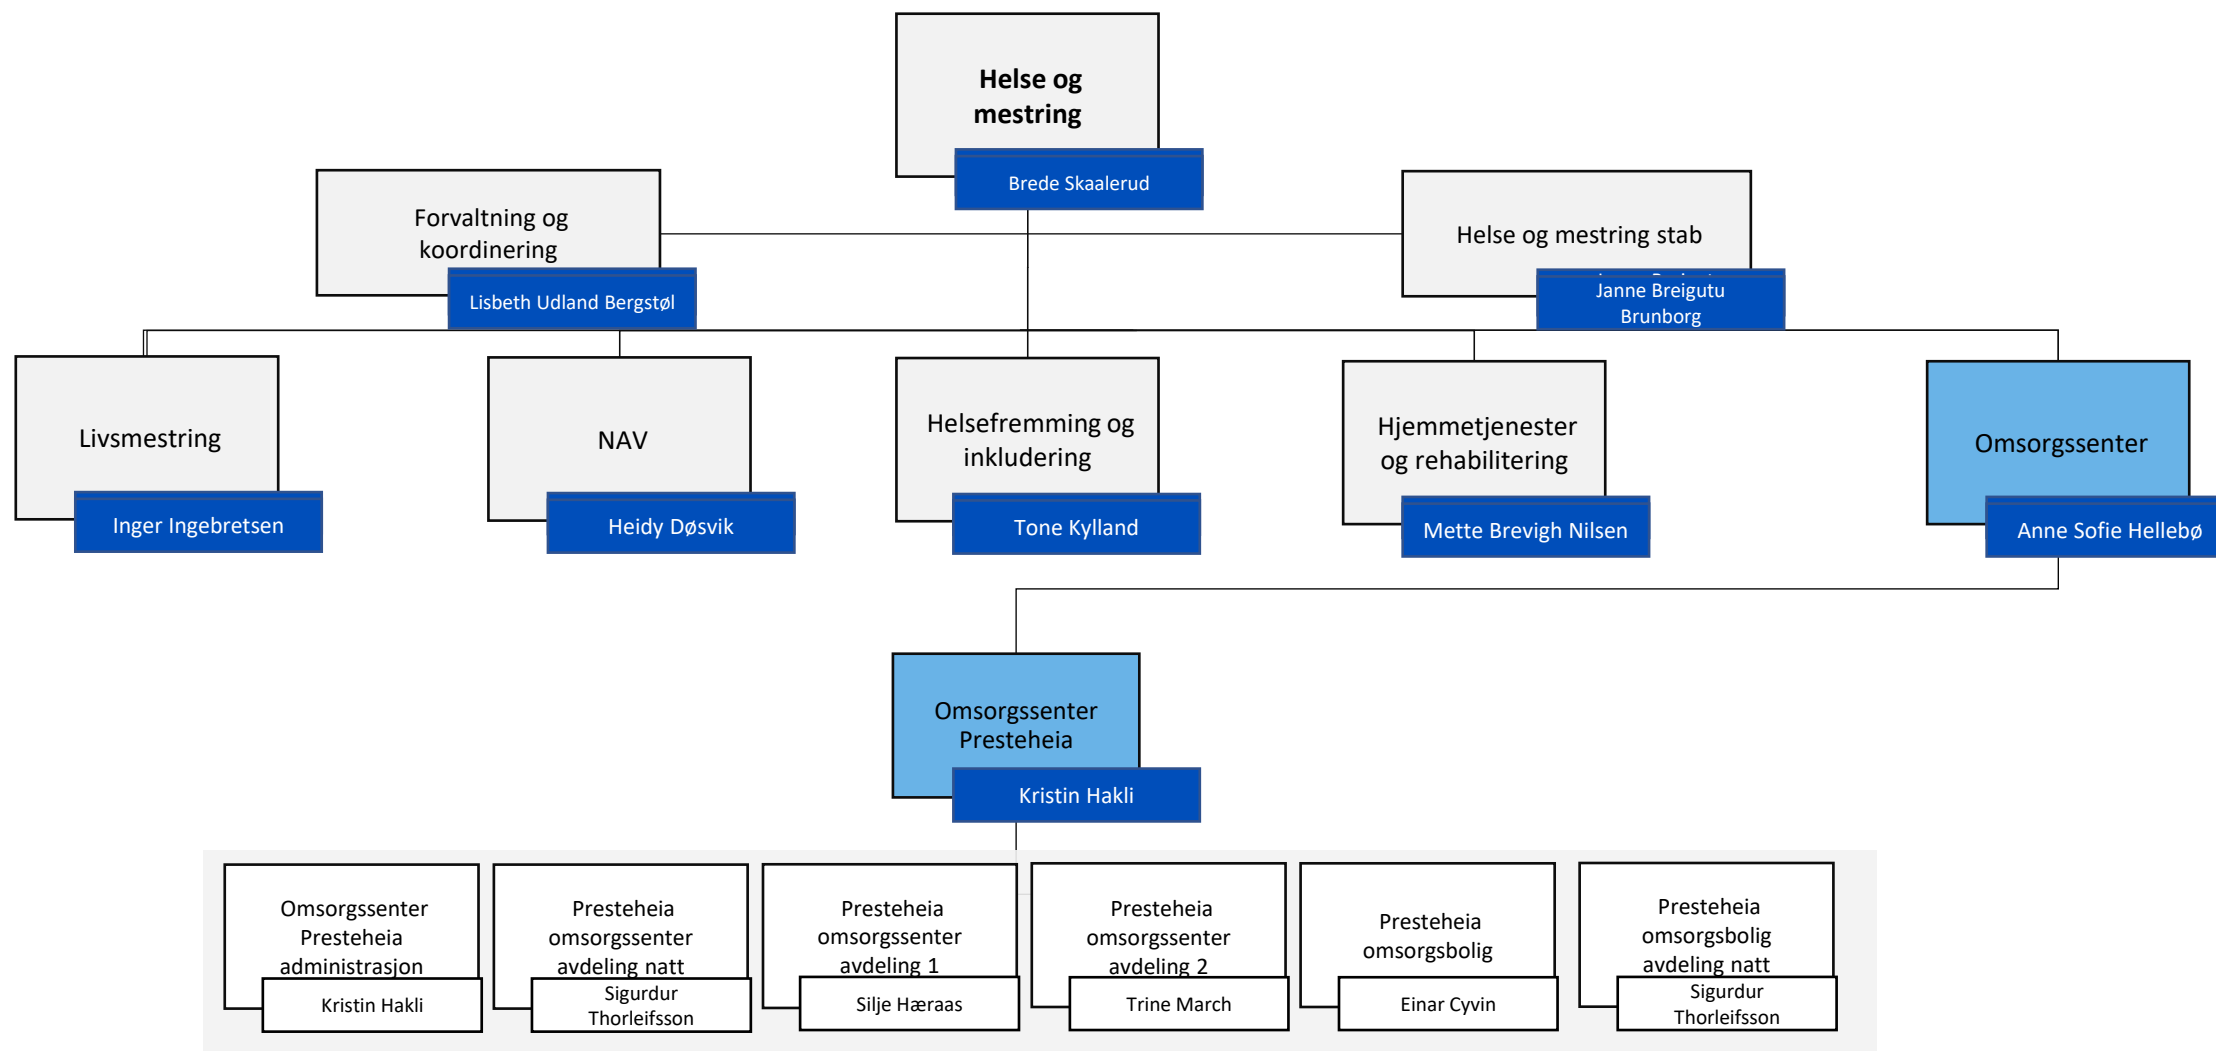 Helse og
mestring
Brede Skaalerud
Forvaltning og
koordinering
Lisbeth Udland Bergstøl
Helse og mestring stab
Janne Breigutu
Brunborg
Livsmestring
Inger Ingebretsen
NAV
Heidy Døsvik
Helsefremming og
inkludering
Tone Kylland
Hjemmetjenester
og rehabilitering
Mette Brevigh Nilsen
Omsorgssenter
Anne Sofie Hellebø
Omsorgssenter
Presteheia
Kristin Hakli
Omsorgssenter
Presteheia
administrasjon
Kristin Hakli
Presteheia
omsorgssenter
avdeling natt
Sigurdur
Thorleifsson
Presteheia
omsorgssenter
avdeling 1
Silje Hæraas
Presteheia
omsorgssenter
avdeling 2
Trine March
Presteheia
omsorgsbolig
Einar Cyvin
Presteheia
omsorgsbolig
avdeling natt
Sigurdur
Thorleifsson